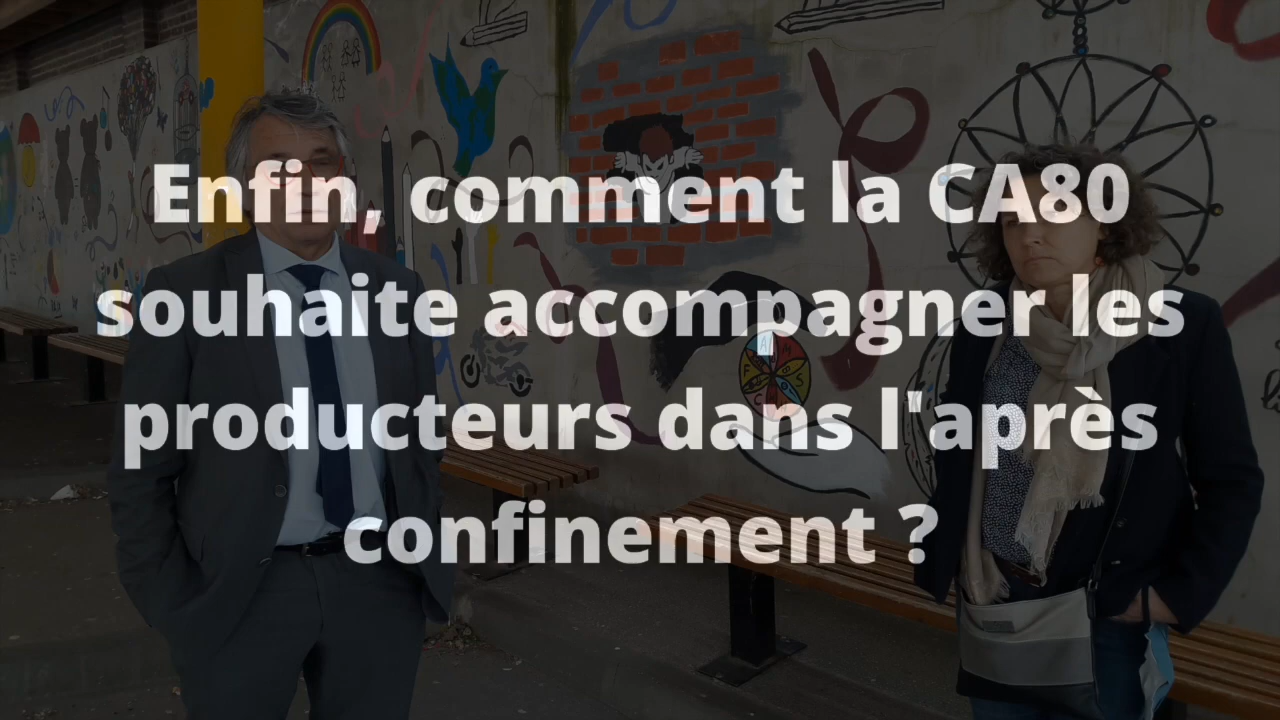 Enfin, comment la CA80
souhaite accompagner les
producteurs dans l'après
confinement ?